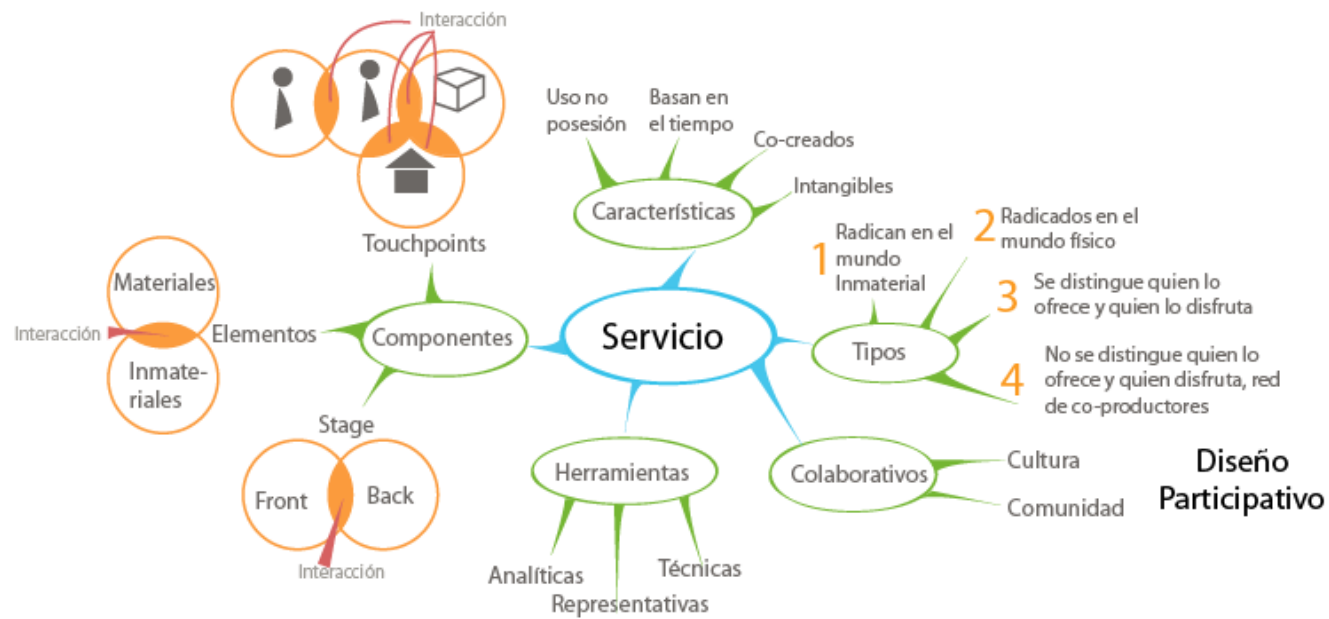 Interacción
Uso no
posesión
Basan en
el tiempo
Co-creados
Intangibles
Características
Touchpoints
1
Radican en el
mundo
Inmaterial
2
Radicados en el
mundo físico
3
Se distingue quien lo
ofrece y quien lo disfruta
4
No se distingue quien lo
ofrece y quien disfruta, red
de co-productores
Tipos
Servicio
Componentes
Elementos
Materiales
Interacción
Inmate-
riales
Stage
Front
Back
Interacción
Herramientas
Analíticas
Representativas
Técnicas
Colaborativos
Cultura
Comunidad
Diseño
Participativo